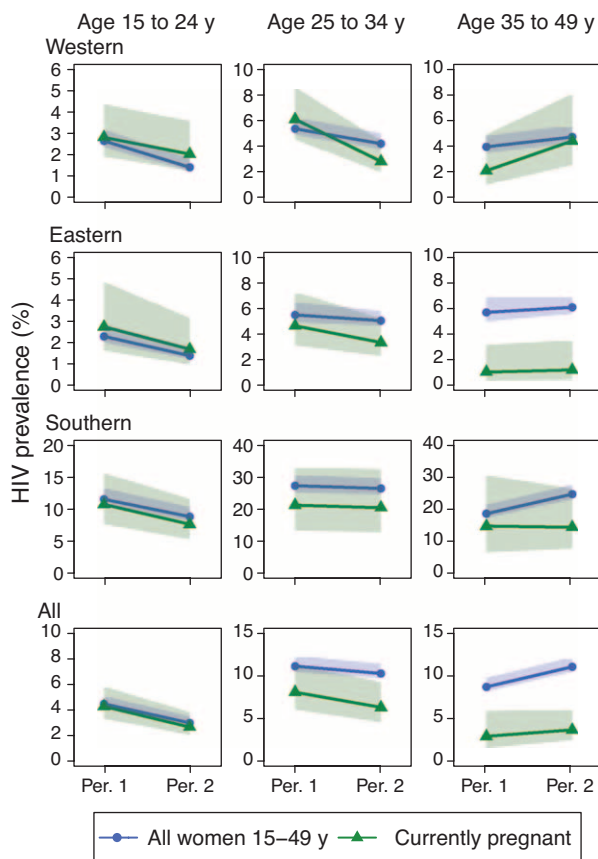 Age 15 to 24 y Age 25 to 34 y Age 35 to 49 y
Western
6 5 4 3 2 1 0
10 8 6 4 2 0
10 8 6 4 2 0
Eastern
6 5 4 3 2 1 0
10 8 6 4 2 0
10 8 6 4 2 0
HIV prevalence (%)
Southern
20 15 10 5 0
40 30 20 10 0
40 30 20 10 0
All
10 8 6 4 2 0
15 10 5 0
15 10 5 0
Per. 1 Per. 2 Per. 1 Per. 2 Per. 1 Per. 2
All women 15–49 y Currently pregnant